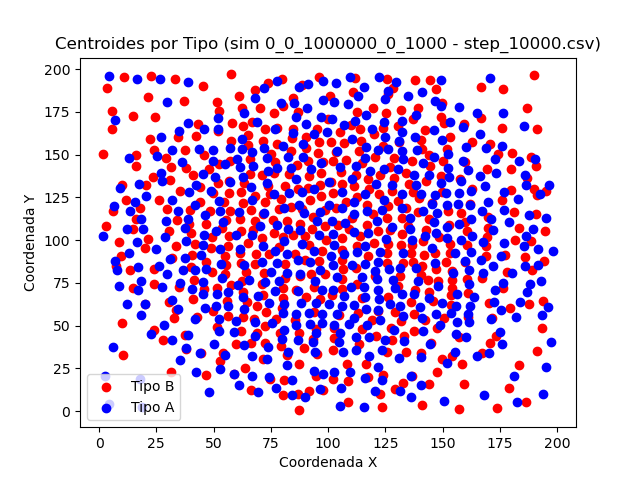 Centroides por Tipo (sim 0_0_1000000_0_1000 - step_10000.csv)
Coordenada Y
200
175
150
125
100
75
50
25
0
Tipo B
Tipo A
0 25 50 75 100 125 150 175 200
Coordenada X